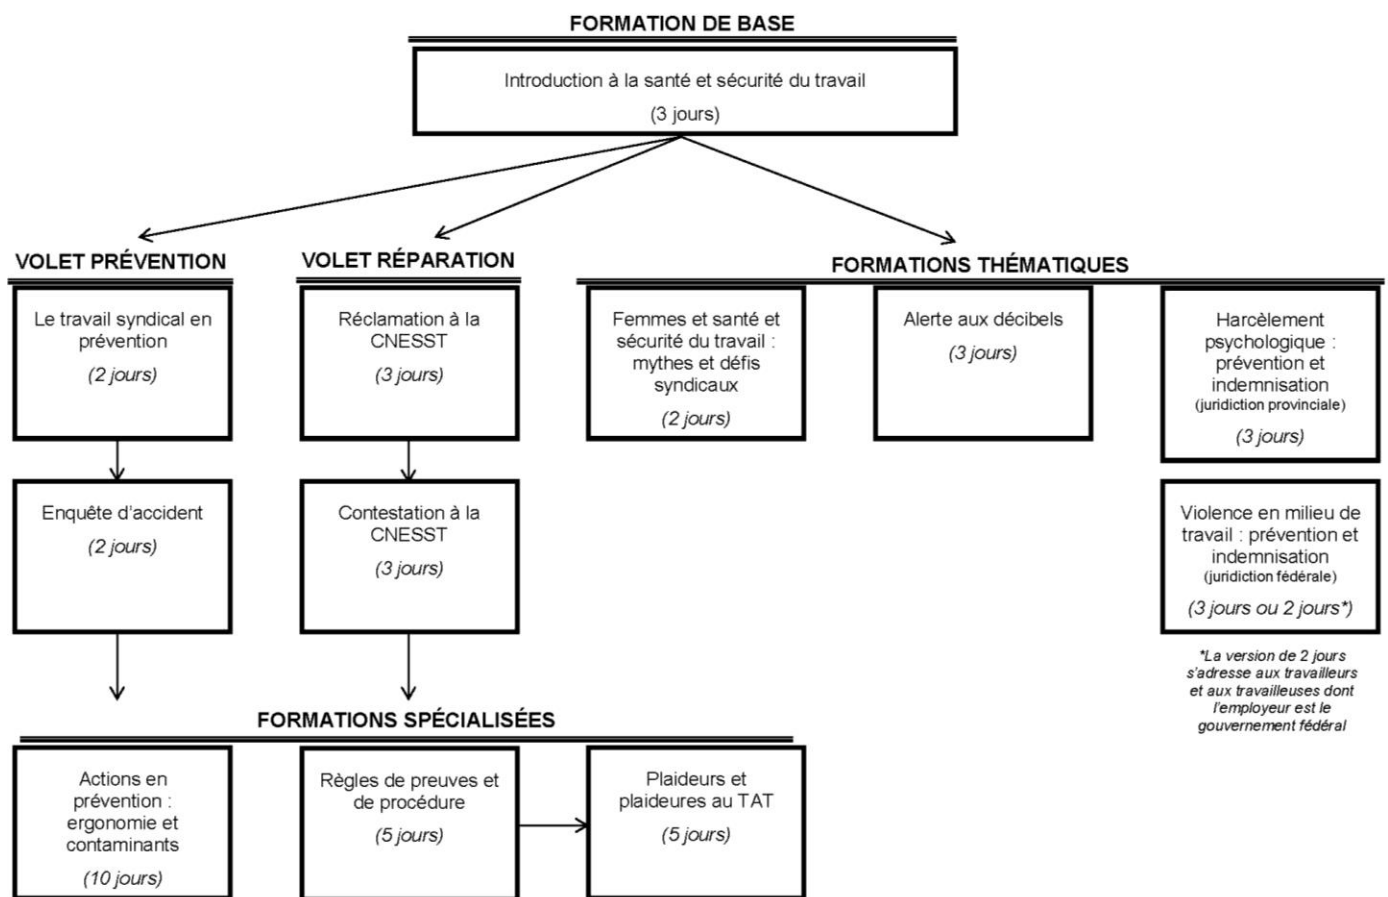 FORMATION DE BASE
Introduction à la santé et sécurité du travail
(3 jours)
VOLET PRÉVENTION
Le travail syndical en
prévention
(2 jours)
Enquête d'accident
(2 jours)
VOLET RÉPARATION
Réclamation à la
CNESST
(3 jours)
Contestation à la
CNESST
(3 jours)
FORMATIONS THÉMATIQUES
Femmes et santé et
sécurité du travail :
mythes et défis
syndicaux
(2 jours)
Alerte aux décibels
(3 jours)
Harcèlement
psychologique :
prévention et
indemnisation
(juridiction provinciale)
(3 jours)
Violence en milieu de
travail : prévention et
indemnisation
(juridiction fédérale)
(3 jours ou 2 jours*)
*La version de 2 jours
s'adresse aux travailleurs
et aux travailleuses dont
l'employeur est le
gouvernement fédéral
FORMATIONS SPÉCIALISÉES
Actions en
prévention :
ergonomie et
contaminants
(10 jours)
Règles de preuves et
de procédure
(5 jours)
Plaideurs et
plaideures au TAT
(5 jours)